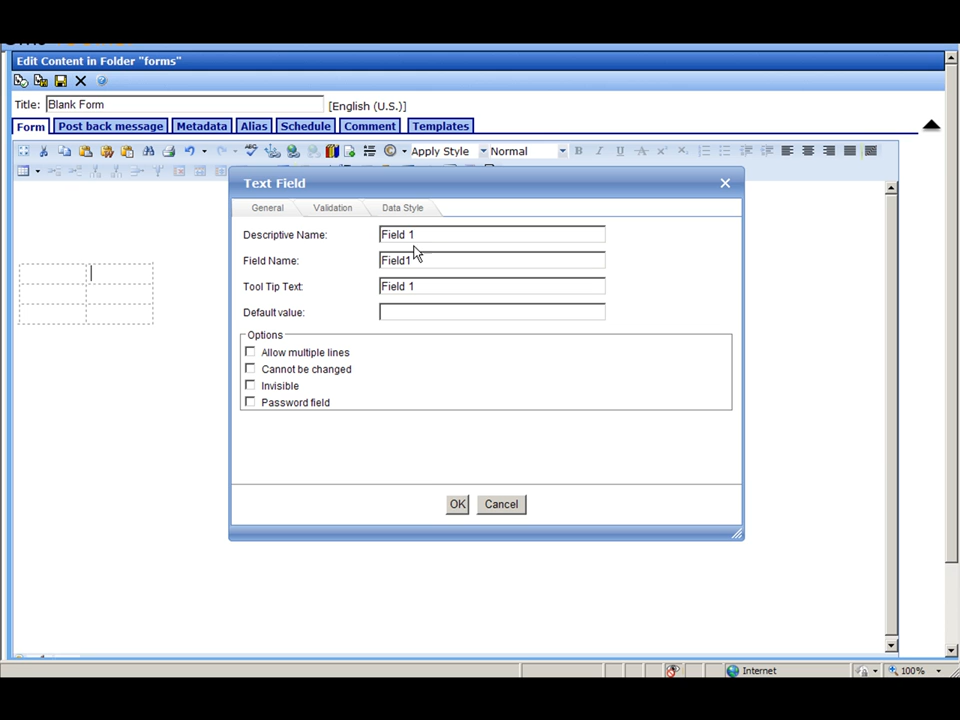 Edit Content in Folder "forms"
Title: Blank Form [English (U.S.)]
Form Post back message Metadata Alias Schedule Comment Templates
Apply Style Normal B I U A x² x₂
Text Field
General Validation Data Style
Descriptive Name: Field 1
Field Name: Field1
Tool Tip Text: Field 1
Default value:
Options
Allow multiple lines
Cannot be changed
Invisible
Password field
OK Cancel
Internet 100%